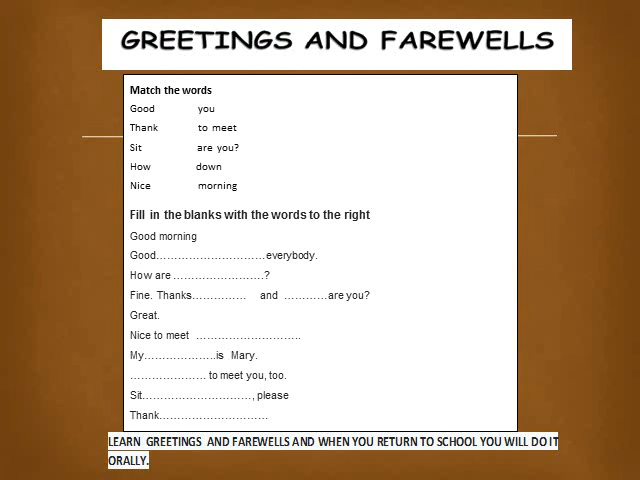 GREETINGS AND FAREWELLS
Match the words
Good you
Thank to meet
Sit are you?
How down
Nice morning
Fill in the blanks with the words to the right
Good morning
Good…………………………everybody.
How are …………………….?
Fine. Thanks…………… and …………are you?
Great.
Nice to meet ………………………..
My………………..is Mary.
………………… to meet you, too.
Sit…………………………, please
Thank…………………………
LEARN GREETINGS AND FAREWELLS AND WHEN YOU RETURN TO SCHOOL YOU WILL DO IT
ORALLY.